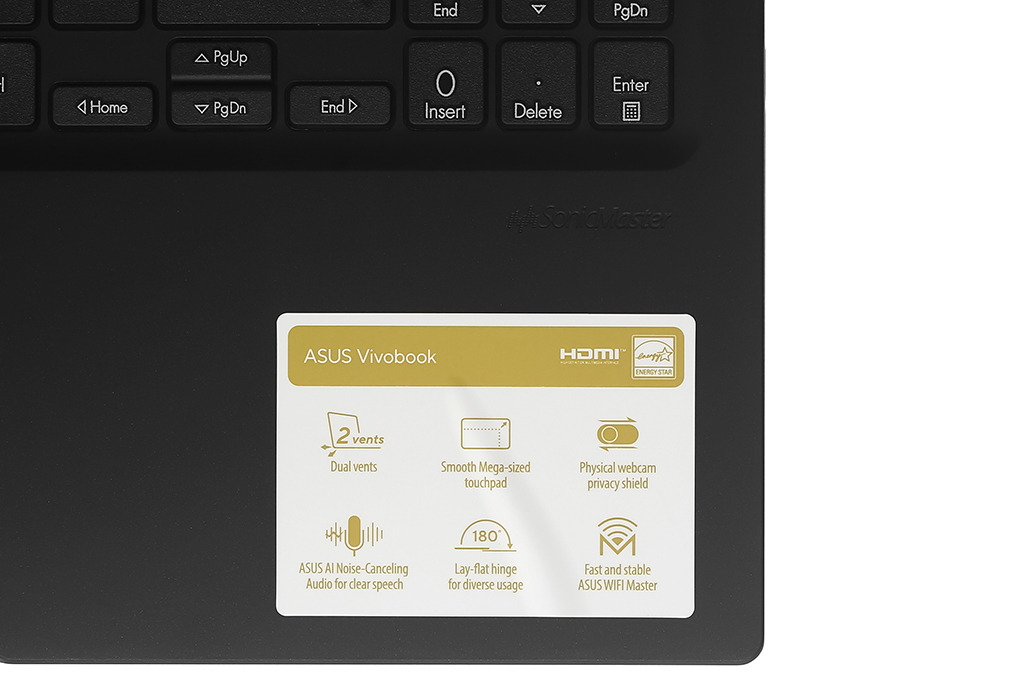 End
▽
PgDn
△ PgUp
◁ Home
▽ PgDn
End ▷
0
Insert
.
Delete
Enter
SonicMaster
ASUS Vivobook
HDMI™
energy
ENERGY STAR
2 vents
Dual vents
Smooth Mega-sized
touchpad
Physical webcam
privacy shield
180°
ASUS AI Noise-Canceling
Audio for clear speech
Lay-flat hinge
for diverse usage
Fast and stable
ASUS WIFI Master